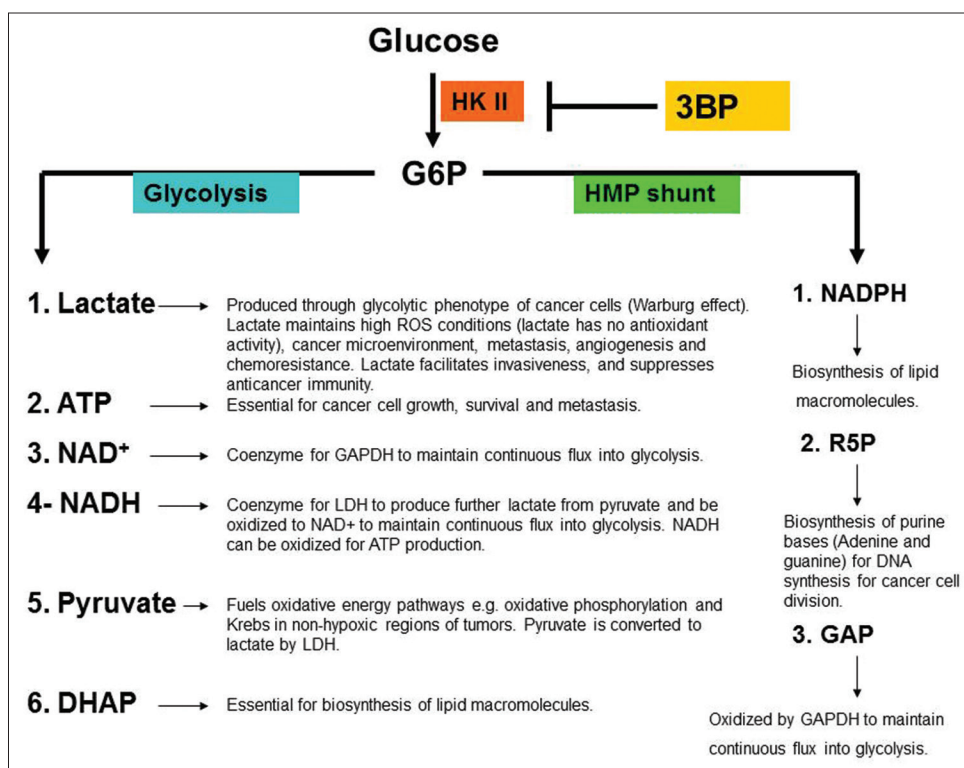 Glucose
HK II
3BP
G6P
Glycolysis
HMP shunt
1. Lactate
Produced through glycolytic phenotype of cancer cells (Warburg effect).
Lactate maintains high ROS conditions (lactate has no antioxidant
activity), cancer microenvironment, metastasis, angiogenesis and
chemoresistance. Lactate facilitates invasiveness, and suppresses
anticancer immunity.
2. ATP
Essential for cancer cell growth, survival and metastasis.
3. NAD⁺
Coenzyme for GAPDH to maintain continuous flux into glycolysis.
4- NADH
Coenzyme for LDH to produce further lactate from pyruvate and be
oxidized to NAD+ to maintain continuous flux into glycolysis. NADH
can be oxidized for ATP production.
5. Pyruvate
Fuels oxidative energy pathways e.g. oxidative phosphorylation and
Krebs in non-hypoxic regions of tumors. Pyruvate is converted to
lactate by LDH.
6. DHAP
Essential for biosynthesis of lipid macromolecules.
1. NADPH
Biosynthesis of lipid
macromolecules.
2. R5P
Biosynthesis of purine
bases (Adenine and
guanine) for DNA
synthesis for cancer cell
division.
3. GAP
Oxidized by GAPDH to maintain
continuous flux into glycolysis.